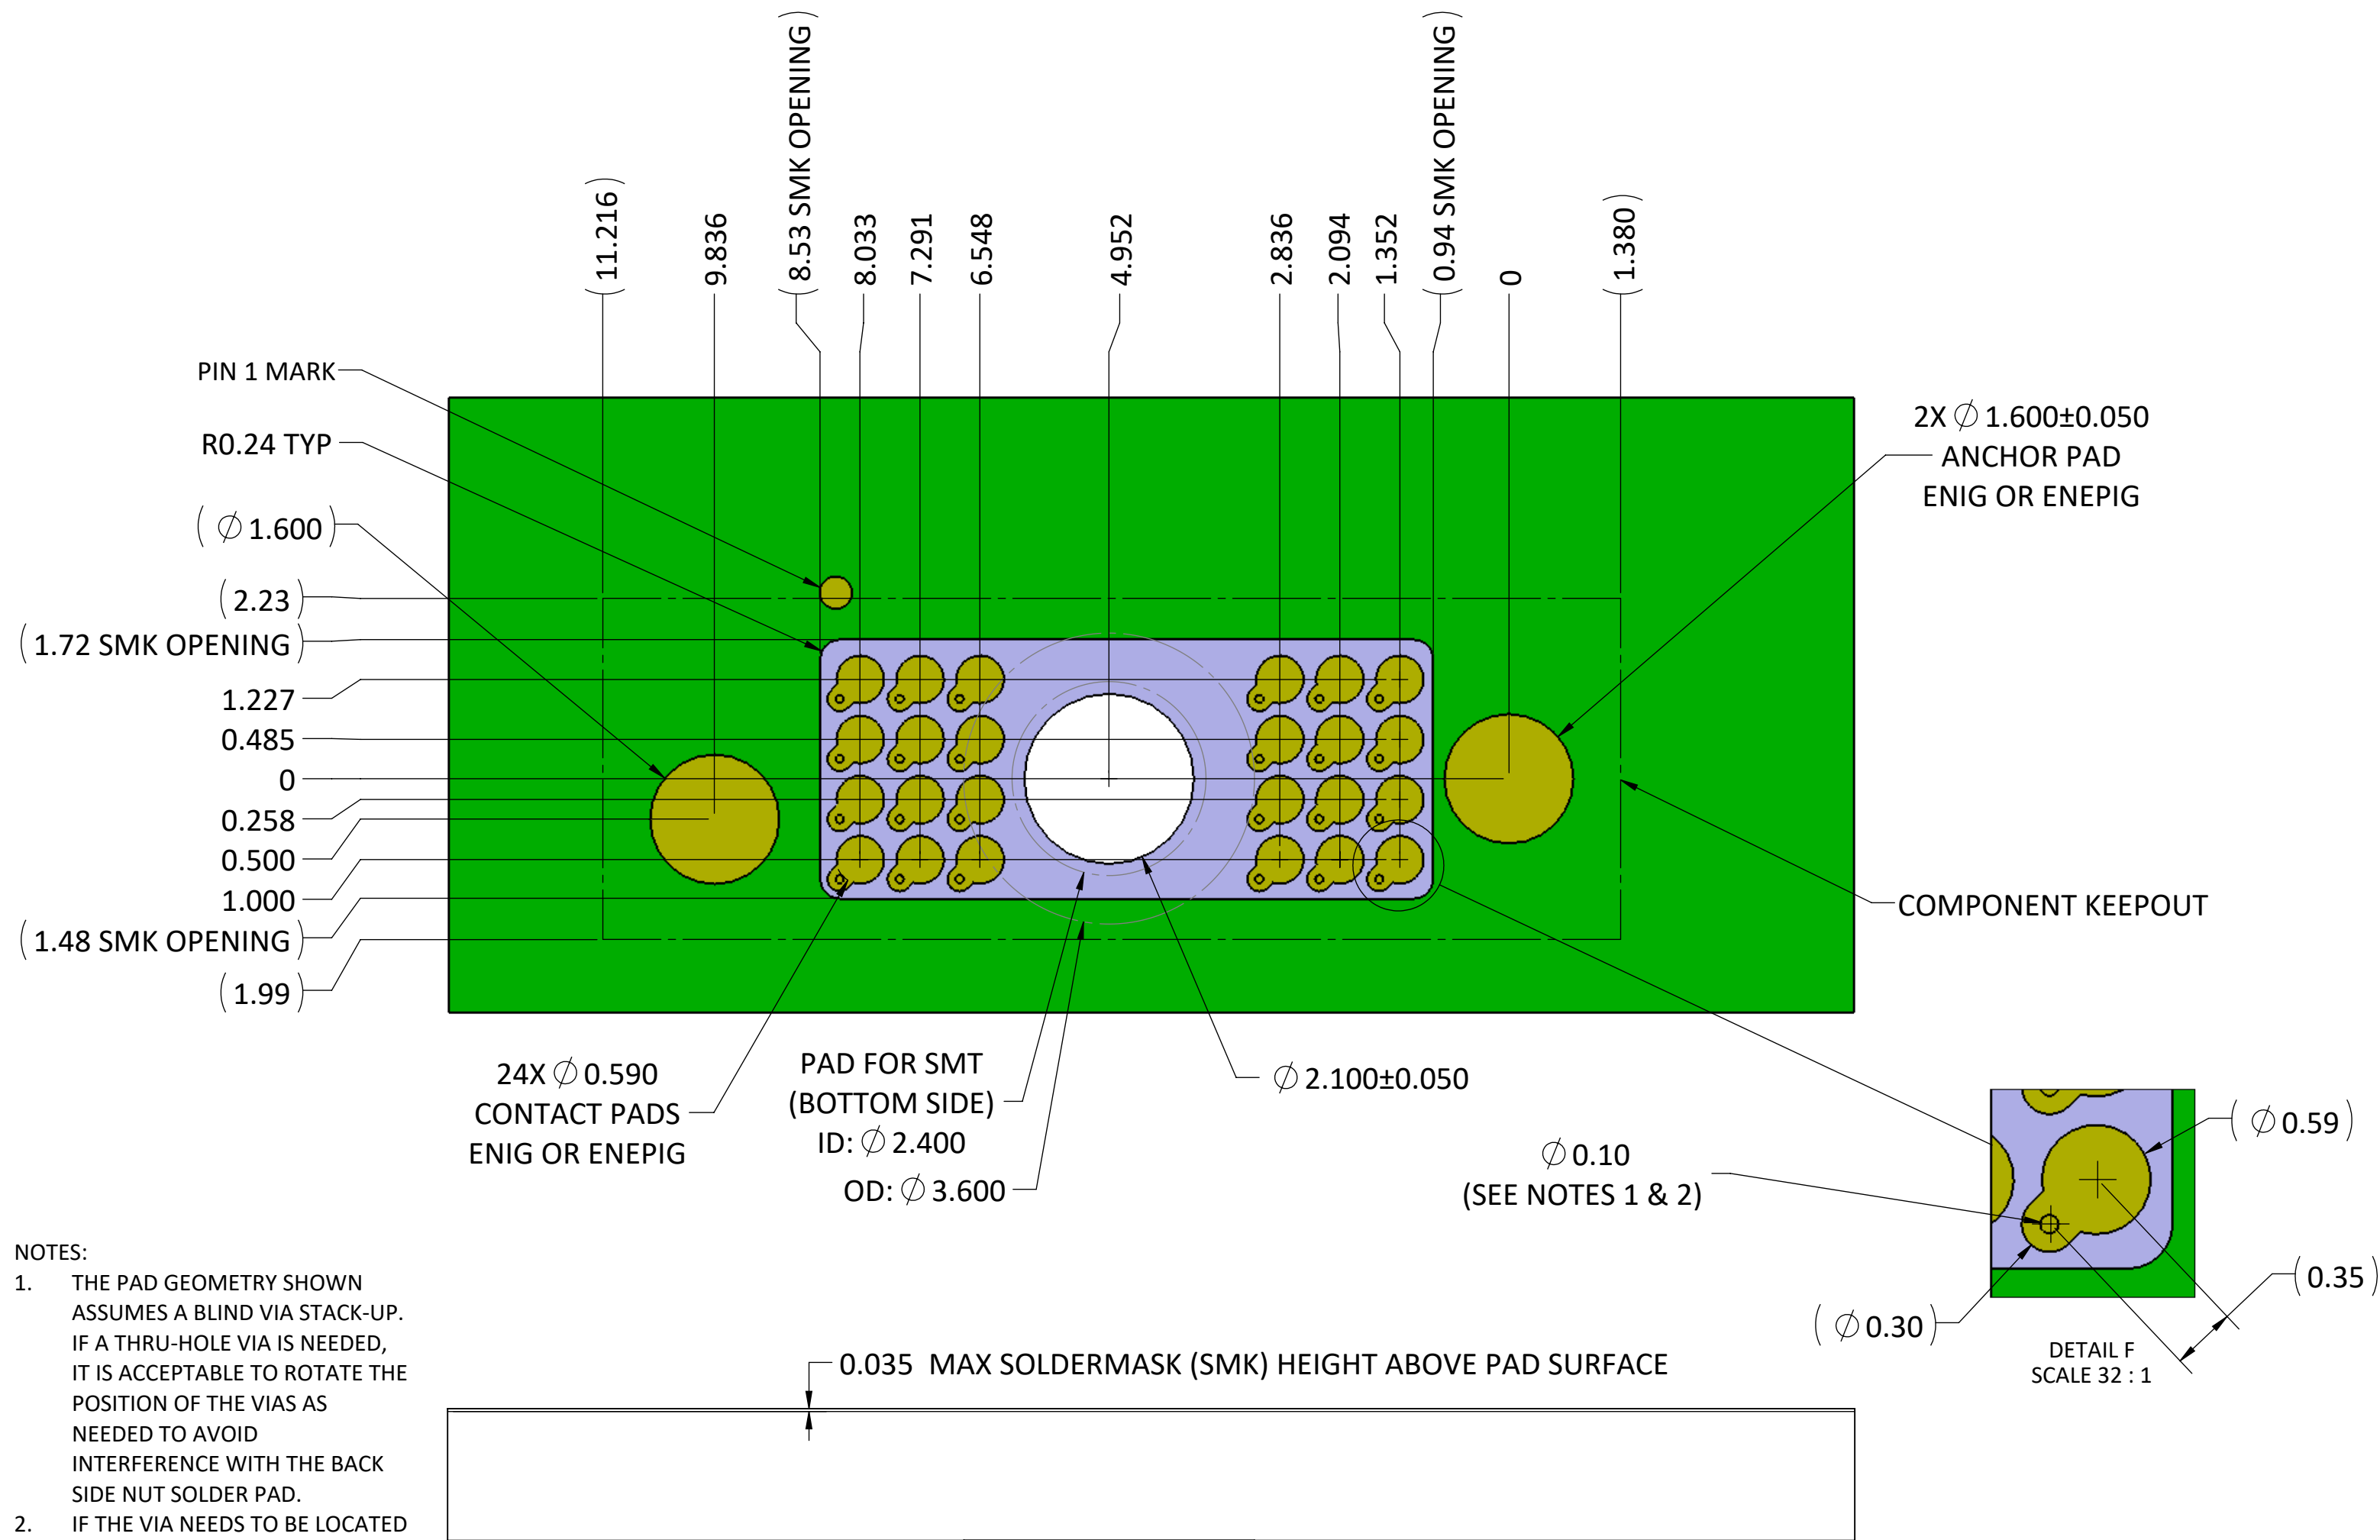 (11.216)
9.836
(8.53 SMK OPENING)
8.033
7.291
6.548
4.952
2.836
2.094
1.352
(0.94 SMK OPENING)
0
(1.380)
PIN 1 MARK
R0.24 TYP
(∅1.600)
(2.23)
(1.72 SMK OPENING)
1.227
0.485
0
0.258
0.500
1.000
(1.48 SMK OPENING)
(1.99)
2X ∅1.600±0.050
ANCHOR PAD
ENIG OR ENEPIG
COMPONENT KEEPOUT
24X ∅0.590
CONTACT PADS
ENIG OR ENEPIG
PAD FOR SMT
(BOTTOM SIDE)
ID: ∅2.400
OD: ∅3.600
∅2.100±0.050
∅0.10
(SEE NOTES 1 & 2)
(∅0.59)
(0.35)
(∅0.30)
DETAIL F
SCALE 32 : 1
0.035 MAX SOLDERMASK (SMK) HEIGHT ABOVE PAD SURFACE
NOTES:
1. THE PAD GEOMETRY SHOWN
ASSUMES A BLIND VIA STACK-UP.
IF A THRU-HOLE VIA IS NEEDED,
IT IS ACCEPTABLE TO ROTATE THE
POSITION OF THE VIAS AS
NEEDED TO AVOID
INTERFERENCE WITH THE BACK
SIDE NUT SOLDER PAD.
2. IF THE VIA NEEDS TO BE LOCATED